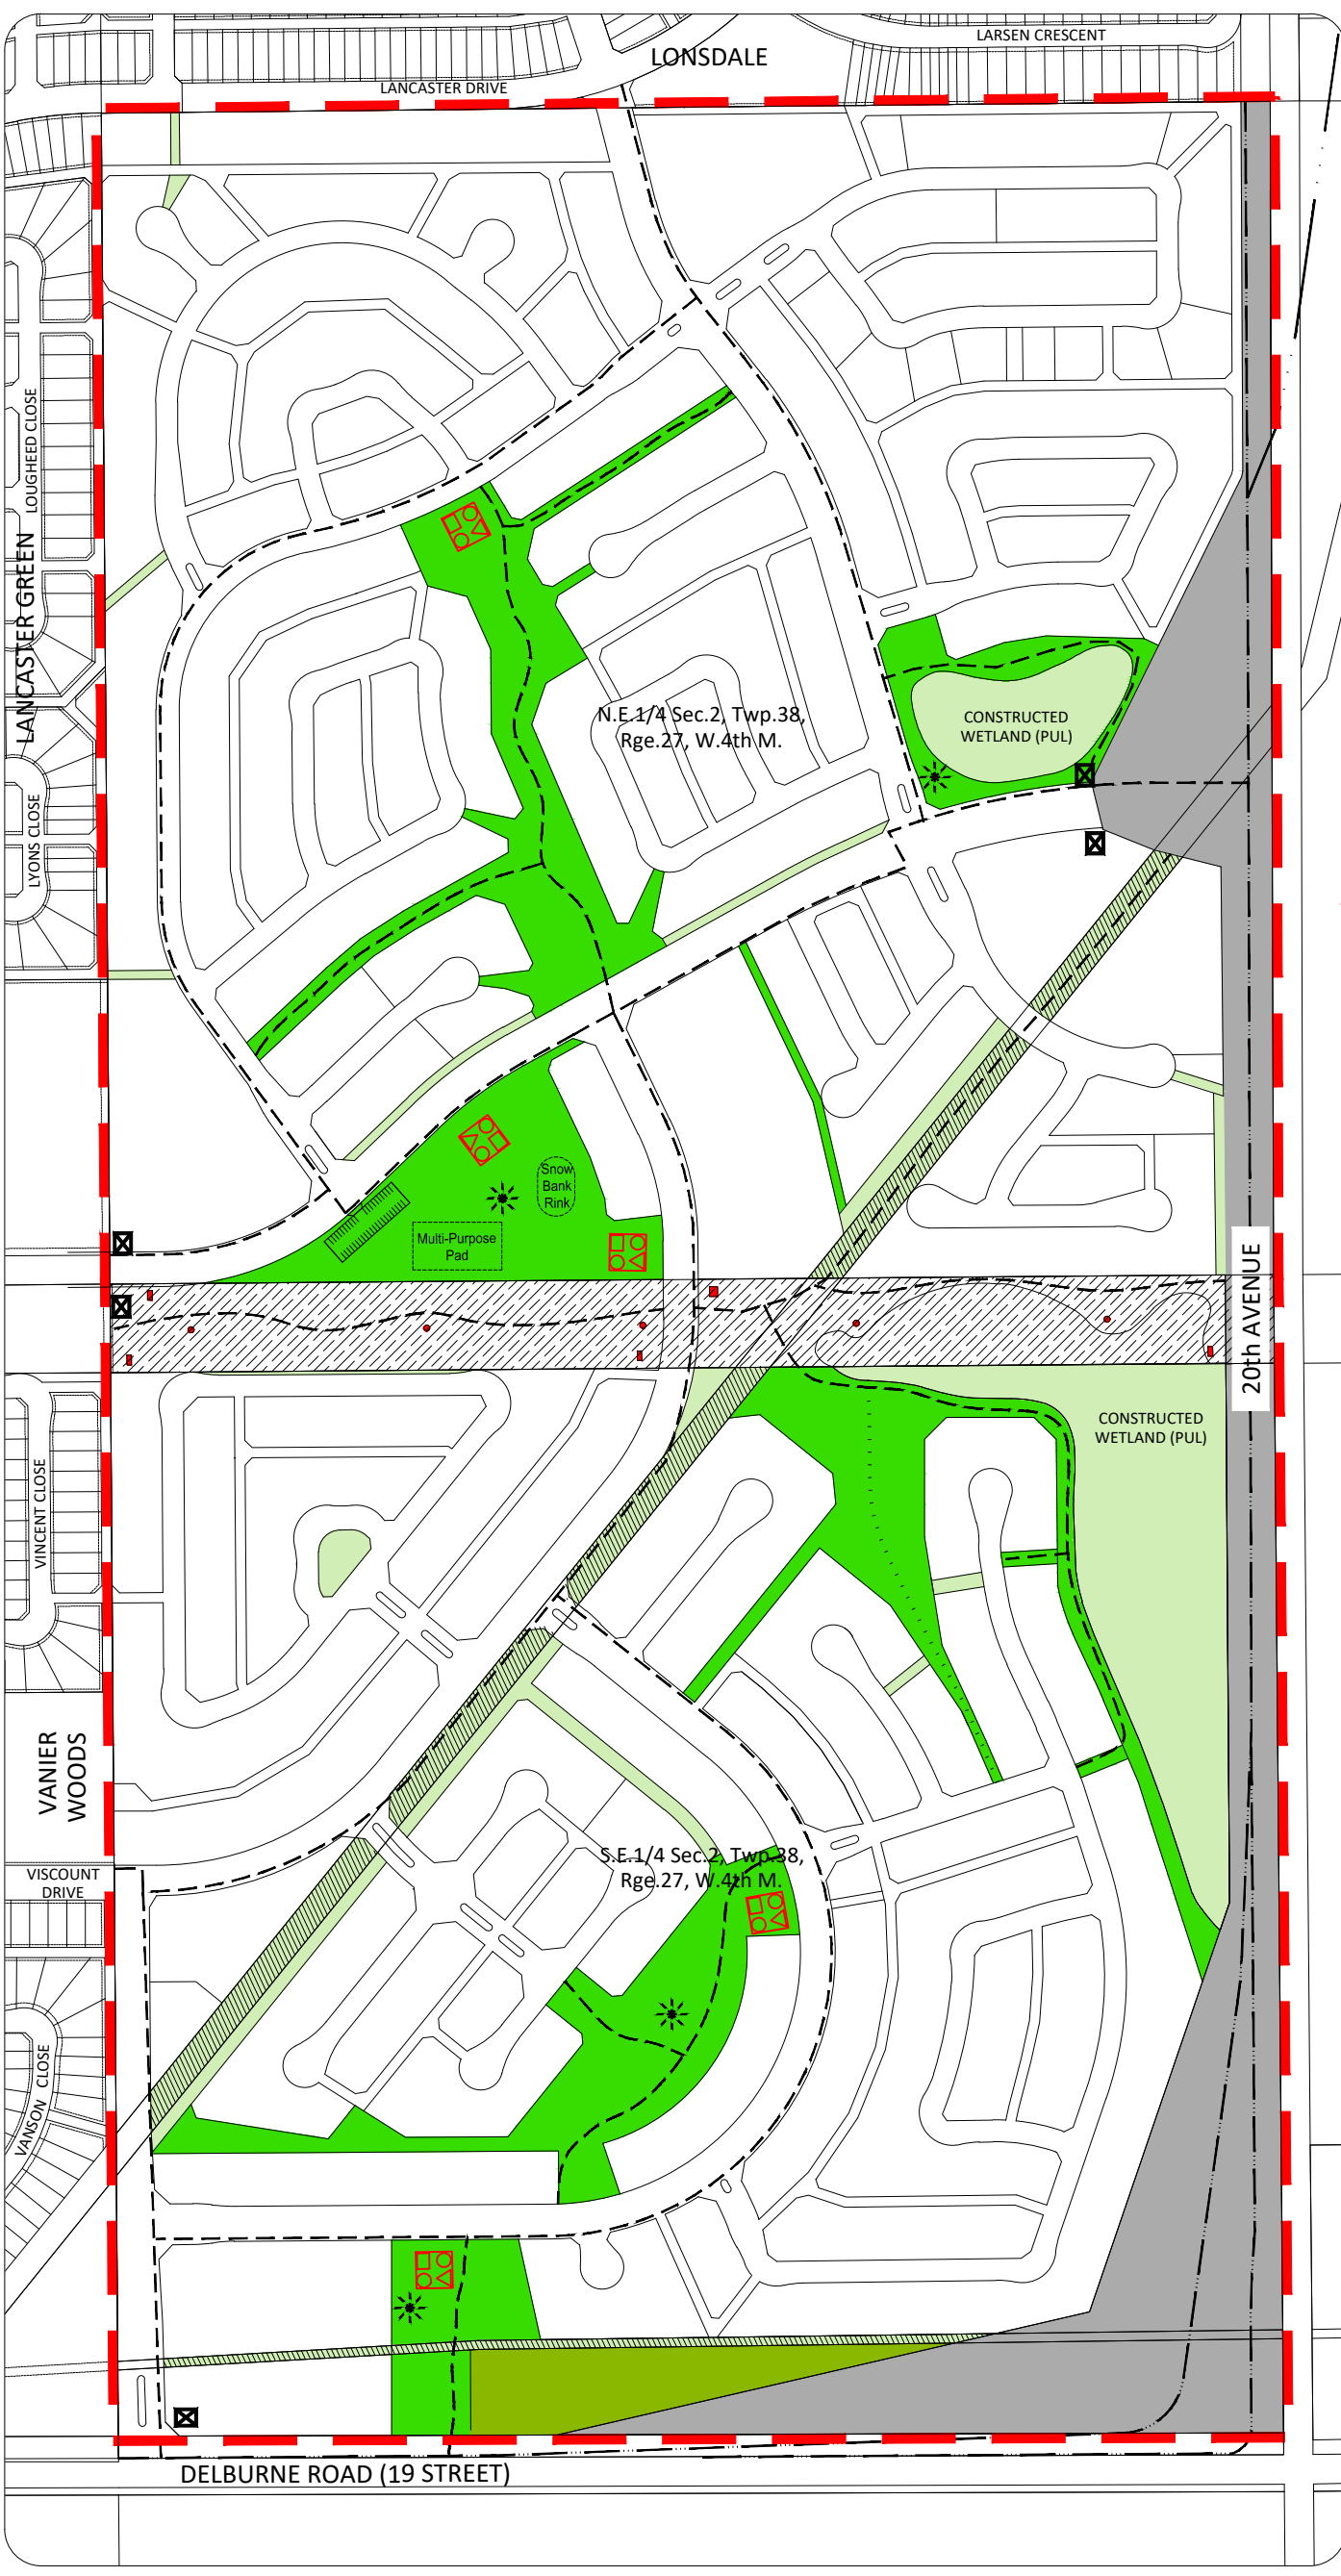 LARSEN CRESCENT
LONSDALE
LANCASTER DRIVE
LOUGHEED CLOSE
LANCASTER GREEN
N.E.1/4 Sec.2, Twp.38,
Rge.27, W.4th M.
CONSTRUCTED
WETLAND (PUL)
LYONS CLOSE
Snow
Bank
Rink
Multi-Purpose
Pad
20th AVENUE
CONSTRUCTED
WETLAND (PUL)
VINCENT CLOSE
VANIER
WOODS
S.E.1/4 Sec.2, Twp.38,
Rge.27, W.4th M.
VISCOUNT
DRIVE
VANSON CLOSE
DELBURNE ROAD (19 STREET)